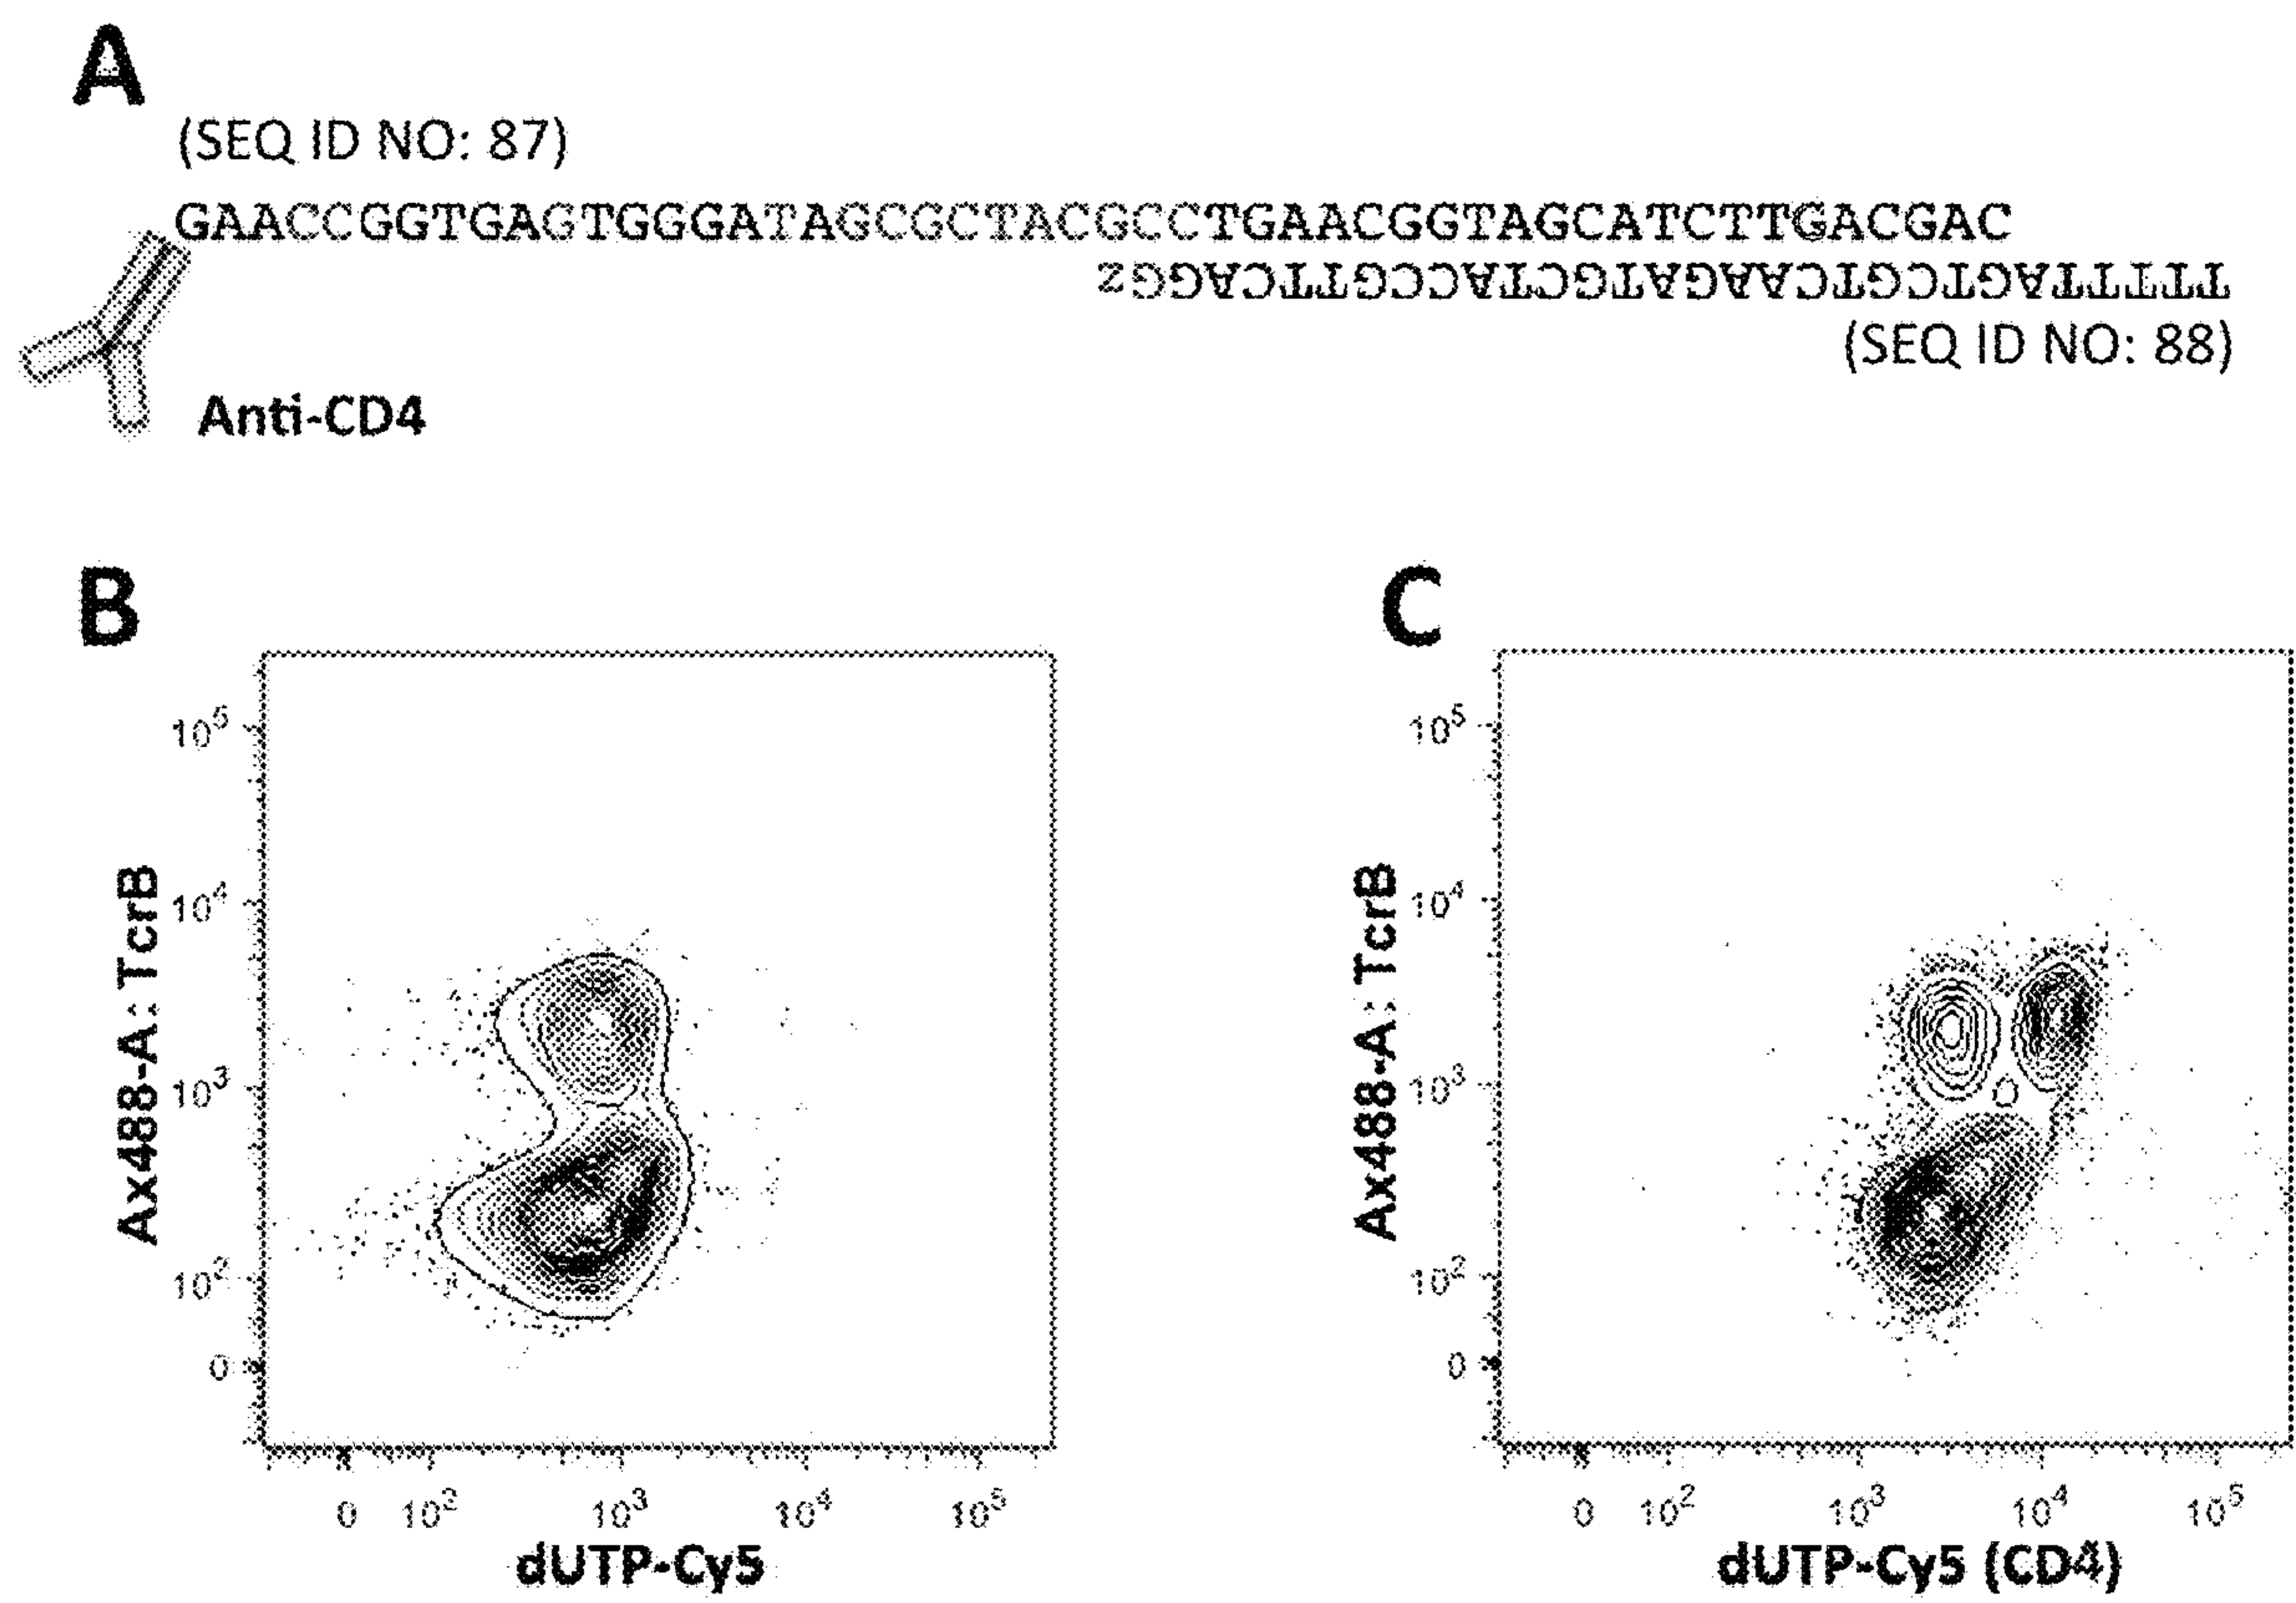 A
(SEQ ID NO: 87)
GAACCGGTGAGTGGGATAGCGCTACGCCTGAACGGTAGCATCTTGACGAC
TTTTTAGTCGTCAAGATGCTACCGTTCAGGz
(SEQ ID NO: 88)
Anti-CD4
B
Ax488-A: TcrB
10⁵
10⁴
10³
10²
0
0 10² 10³ 10⁴ 10⁵
dUTP-Cy5
C
Ax488-A: TcrB
10⁵
10⁴
10³
10²
0
0 10² 10³ 10⁴ 10⁵
dUTP-Cy5 (CD4)